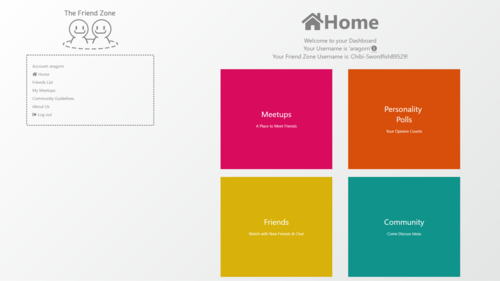 The Friend Zone
Account: aragorn
Home
Friends List
My Meetups
Community Guidelines
About Us
Log out
Home
Welcome to your Dashboard
Your Username is 'aragorn'
Your Friend Zone Username is: Chibi-Swordfish89529!
Meetups
A Place to Meet Friends
Personality
Polls
Your Opinion Counts
Friends
Match with New Friends & Chat
Community
Come Discuss Ideas